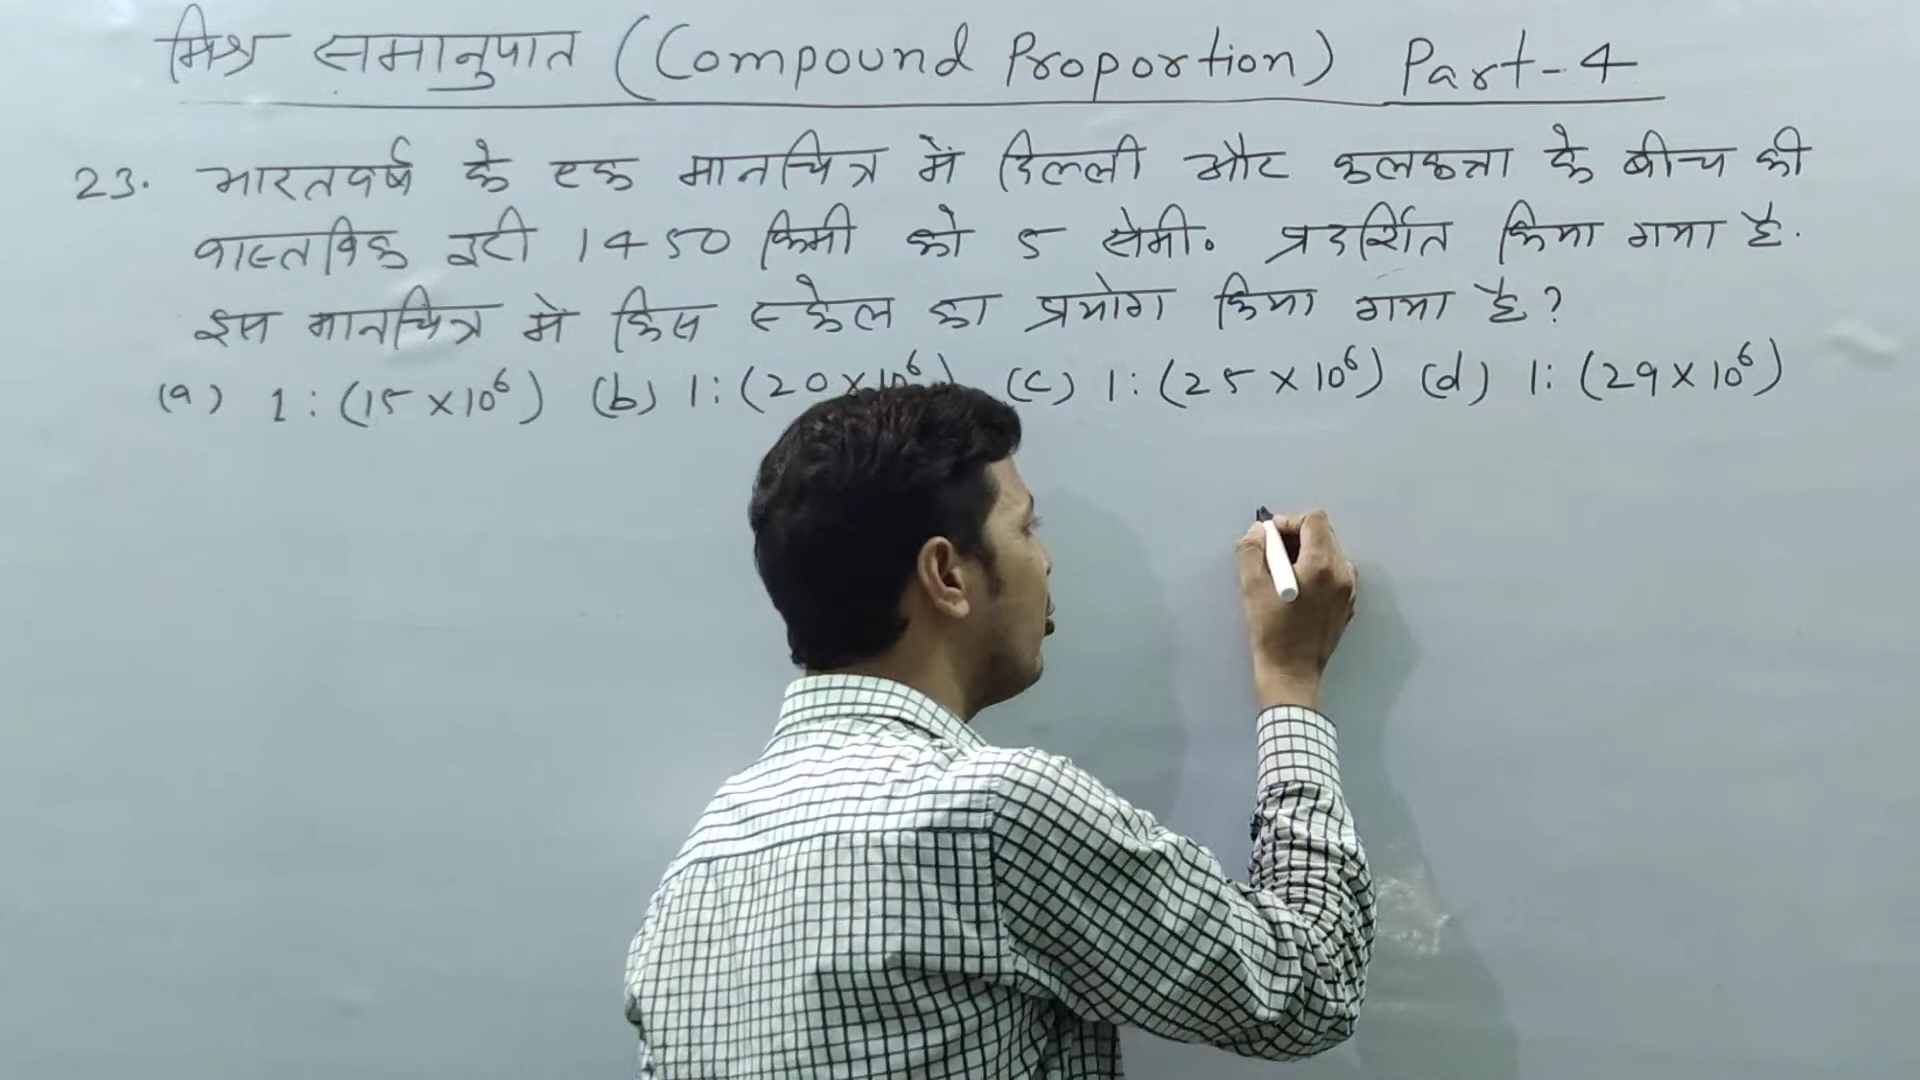 मिश्र समानुपात (Compound Proportion) Part-4
23. भारतवर्ष के एक मानचित्र में दिल्ली और कलकत्ता के बीच की
वास्तविक दूरी 1450 किमी को 5 सेमी. प्रदर्शित किया गया है.
इस मानचित्र में किस स्केल का प्रयोग किया गया है?
(a) 1:(15×10⁶) (b) 1:(20×10⁶) (c) 1:(25×10⁶) (d) 1:(29×10⁶)